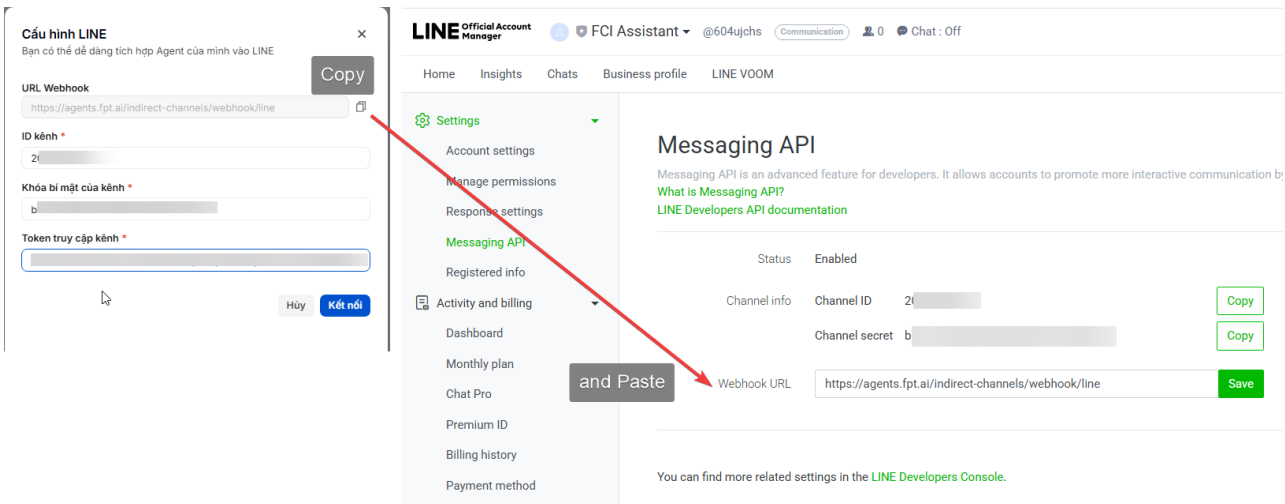 Cấu hình LINE
Bạn có thể dễ dàng tích hợp Agent của mình vào LINE
Copy
URL Webhook
https://agents.fpt.ai/indirect-channels/webhook/line
ID kênh *
20
Khóa bí mật của kênh *
b
Token truy cập kênh *
Hủy
Kết nối
LINE Official Account Manager
FCI Assistant
@604ujchs
Communication
0
Chat : Off
Home
Insights
Chats
Business profile
LINE VOOM
Settings
Account settings
Manage permissions
Response settings
Messaging API
Registered info
Activity and billing
Dashboard
Monthly plan
Chat Pro
Premium ID
Billing history
Payment method
Messaging API
Messaging API is an advanced feature for developers. It allows accounts to promote more interactive communication by
What is Messaging API?
LINE Developers API documentation
Status Enabled
Channel info Channel ID 20 Copy
Channel secret b Copy
and Paste
Webhook URL https://agents.fpt.ai/indirect-channels/webhook/line Save
You can find more related settings in the LINE Developers Console.